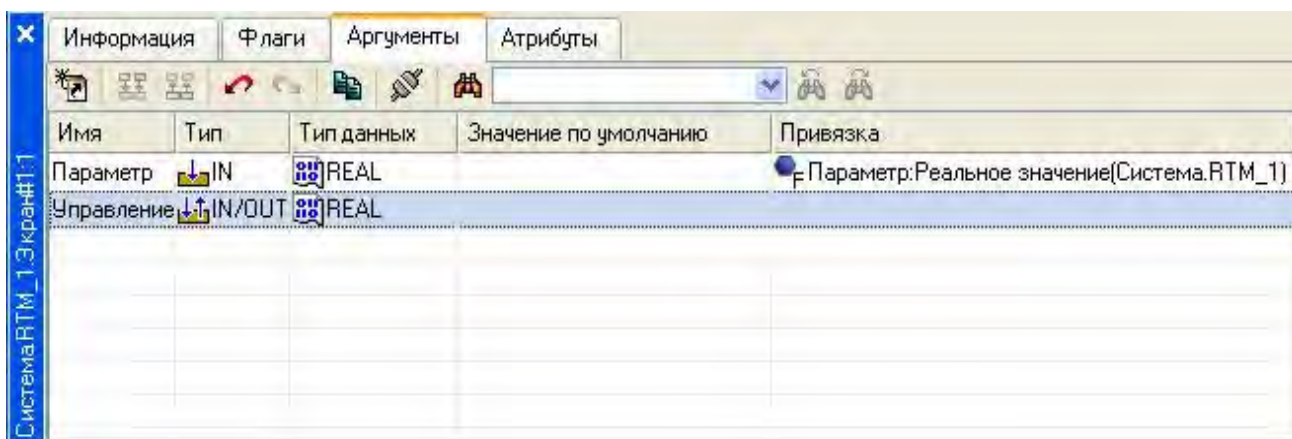 Информация Флаги Аргументы Атрибуты
Имя Тип Тип данных Значение по умолчанию Привязка
Параметр IN REAL Параметр:Реальное значение(Система.RTM_1)
Управление IN/OUT REAL
Система.RTM_1.Экран#1:1